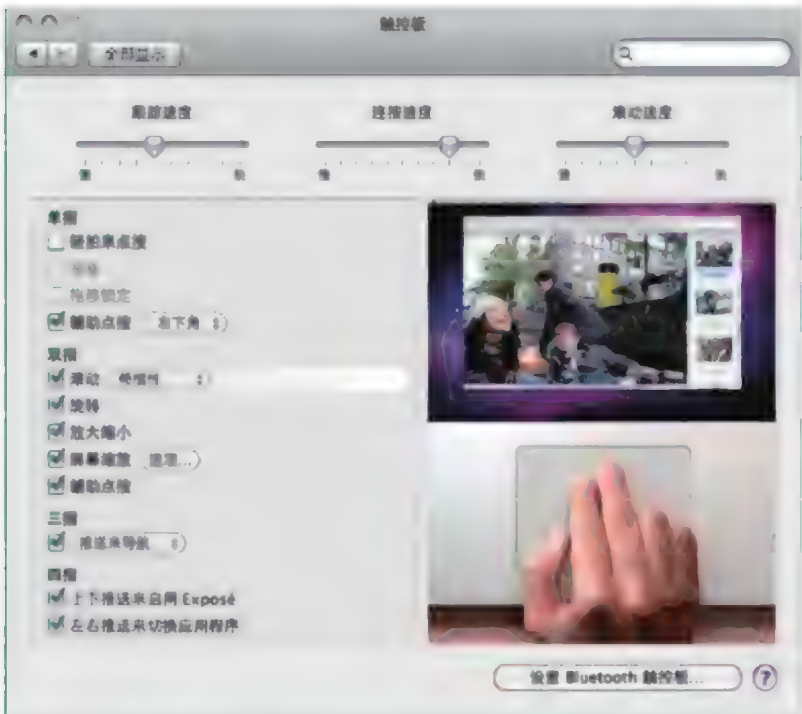 触控板
全部显示
跟踪速度 连按速度 滚动速度
慢 快 慢 快 慢 快
单指
轻拍来点按
拖移
拖移锁定
辅助点按 右下角
双指
滚动 带惯性
旋转
放大缩小
屏幕缩放 选项...
辅助点按
三指
推送来导航
四指
上下推送来启用 Exposé
左右推送来切换应用程序
设置 Bluetooth 触控板... ?